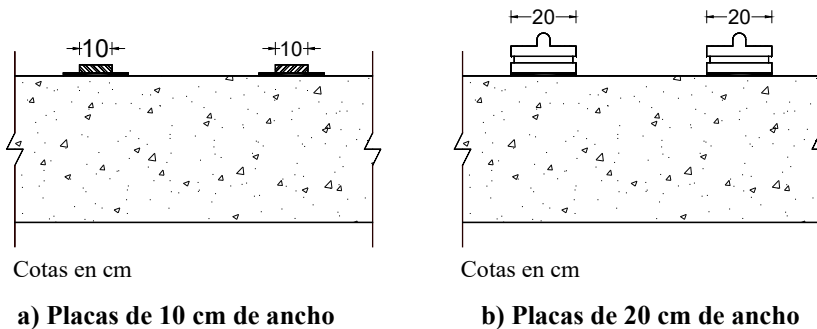 10 10 20 20
Cotas en cm Cotas en cm
a) Placas de 10 cm de ancho b) Placas de 20 cm de ancho